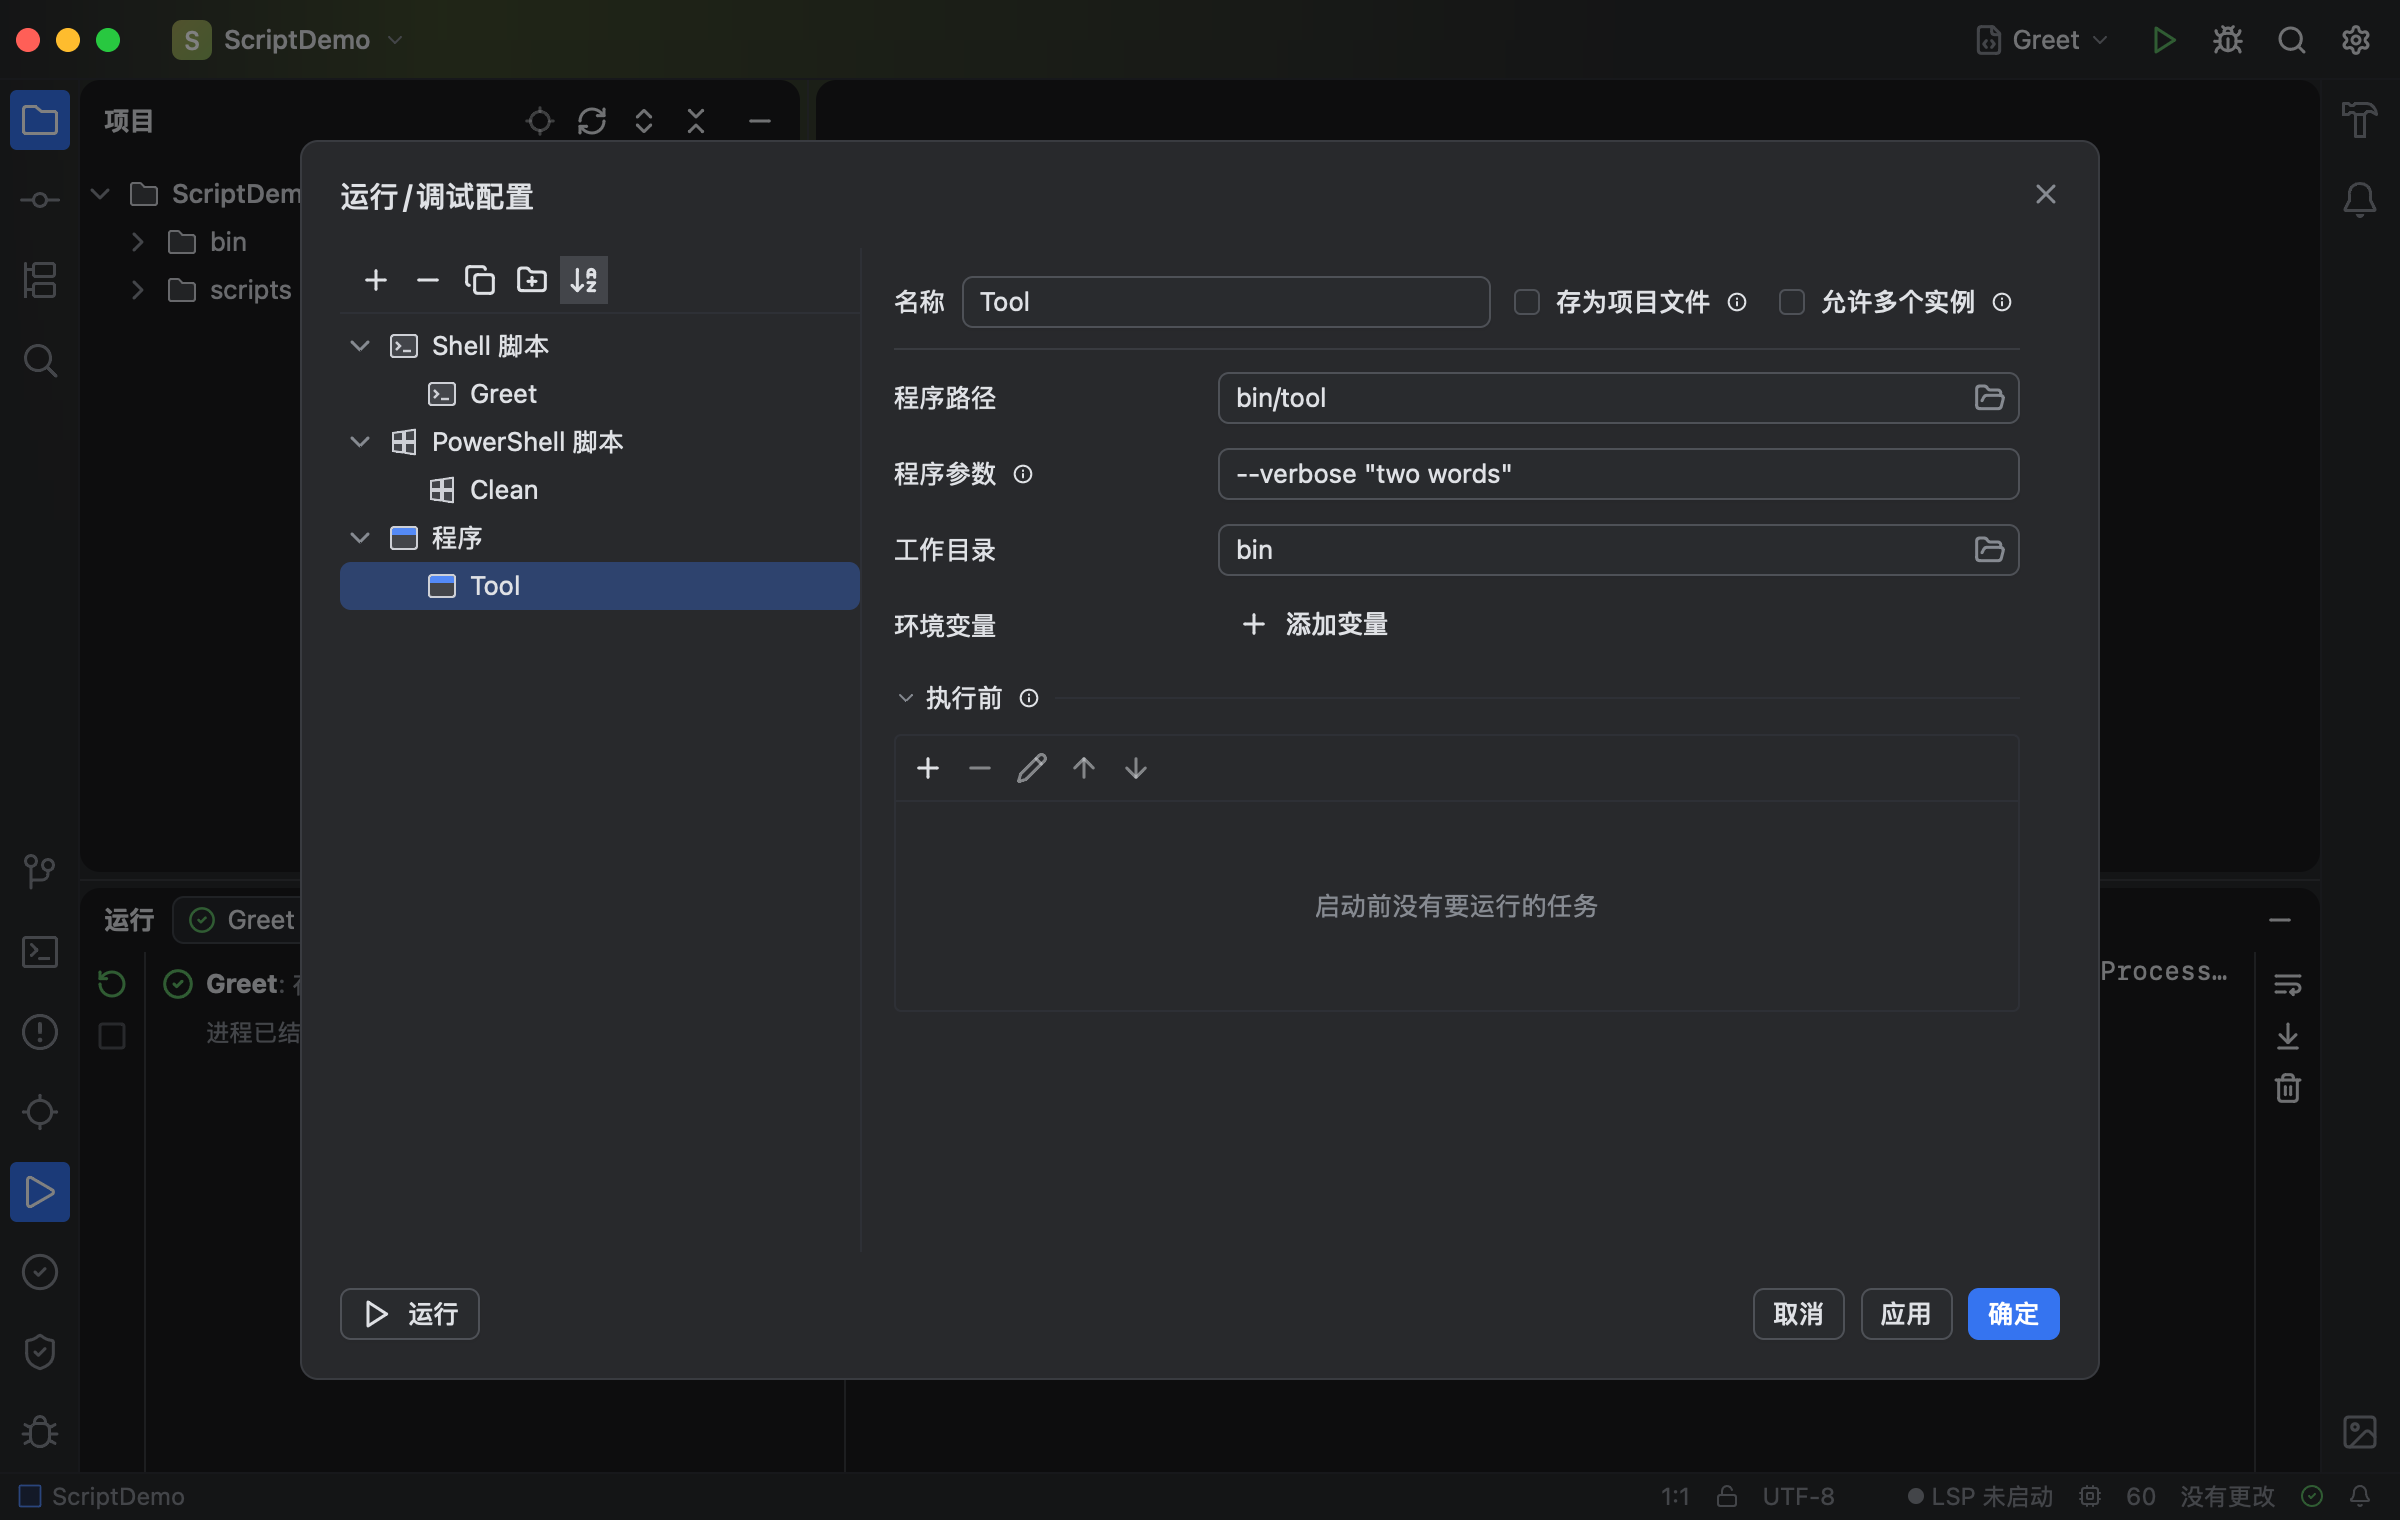 S ScriptDemo
Greet
项目
ScriptDem
bin
scripts
运行/调试配置
Shell 脚本
Greet
PowerShell 脚本
Clean
程序
Tool
名称 Tool 存为项目文件 允许多个实例
程序路径 bin/tool
程序参数 --verbose "two words"
工作目录 bin
环境变量 添加变量
执行前
启动前没有要运行的任务
运行 取消 应用 确定
运行 Greet
Greet:
进程已结
Process…
ScriptDemo 1:1 UTF-8 LSP 未启动 60 没有更改